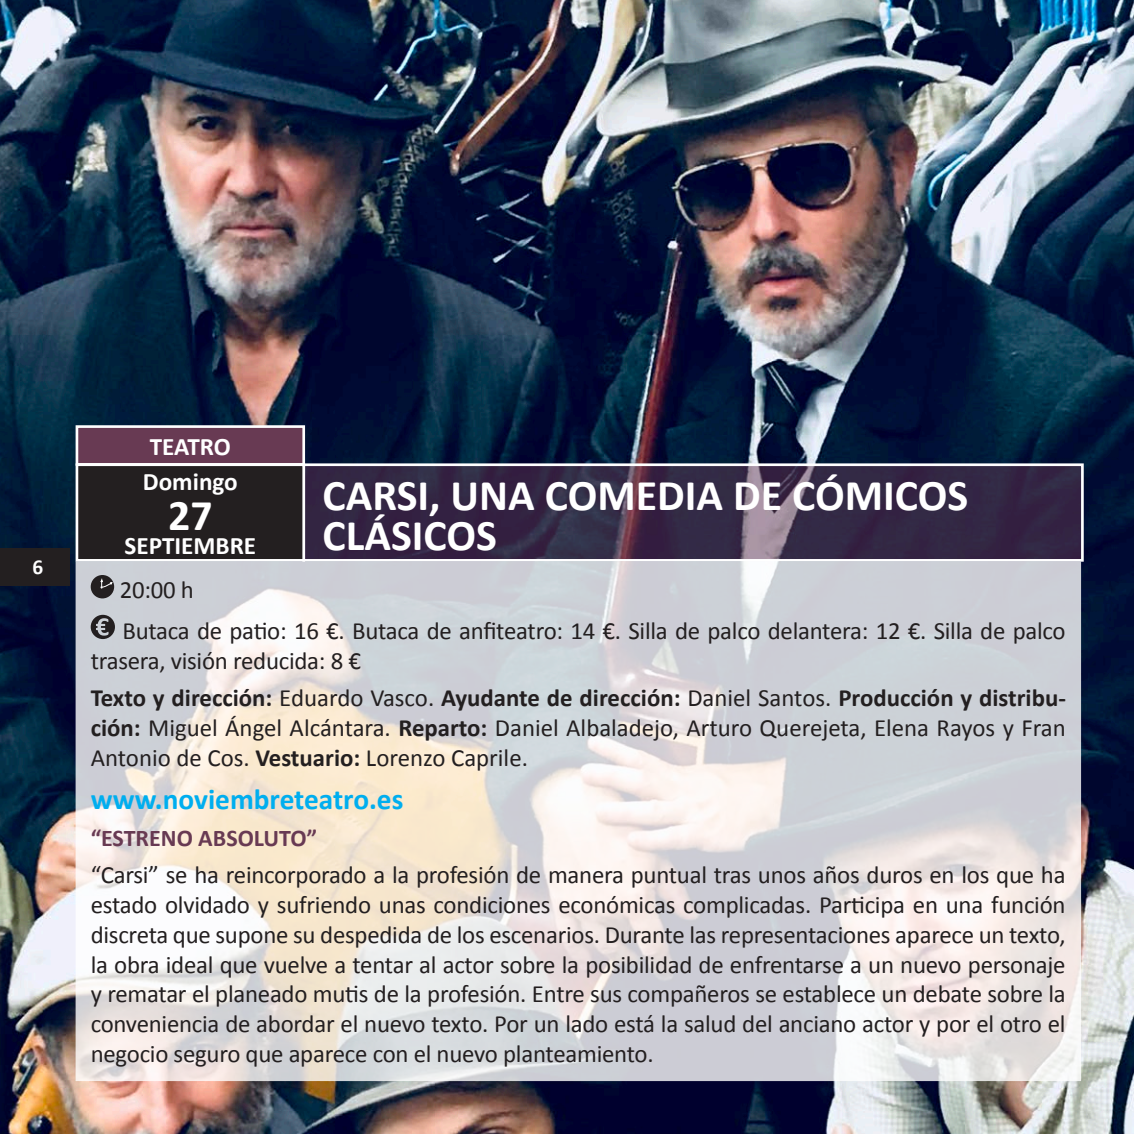 TEATRO
Domingo
27
SEPTIEMBRE
CARSI, UNA COMEDIA DE CÓMICOS
CLÁSICOS
6
20:00 h
€ Butaca de patio: 16 €. Butaca de anfiteatro: 14 €. Silla de palco delantera: 12 €. Silla de palco
trasera, visión reducida: 8 €
Texto y dirección: Eduardo Vasco. Ayudante de dirección: Daniel Santos. Producción y distribu-
ción: Miguel Ángel Alcántara. Reparto: Daniel Albaladejo, Arturo Querejeta, Elena Rayos y Fran
Antonio de Cos. Vestuario: Lorenzo Caprile.
www.noviembreteatro.es
“ESTRENO ABSOLUTO”
“Carsi” se ha reincorporado a la profesión de manera puntual tras unos años duros en los que ha
estado olvidado y sufriendo unas condiciones económicas complicadas. Participa en una función
discreta que supone su despedida de los escenarios. Durante las representaciones aparece un texto,
la obra ideal que vuelve a tentar al actor sobre la posibilidad de enfrentarse a un nuevo personaje
y rematar el planeado mutis de la profesión. Entre sus compañeros se establece un debate sobre la
conveniencia de abordar el nuevo texto. Por un lado está la salud del anciano actor y por el otro el
negocio seguro que aparece con el nuevo planteamiento.